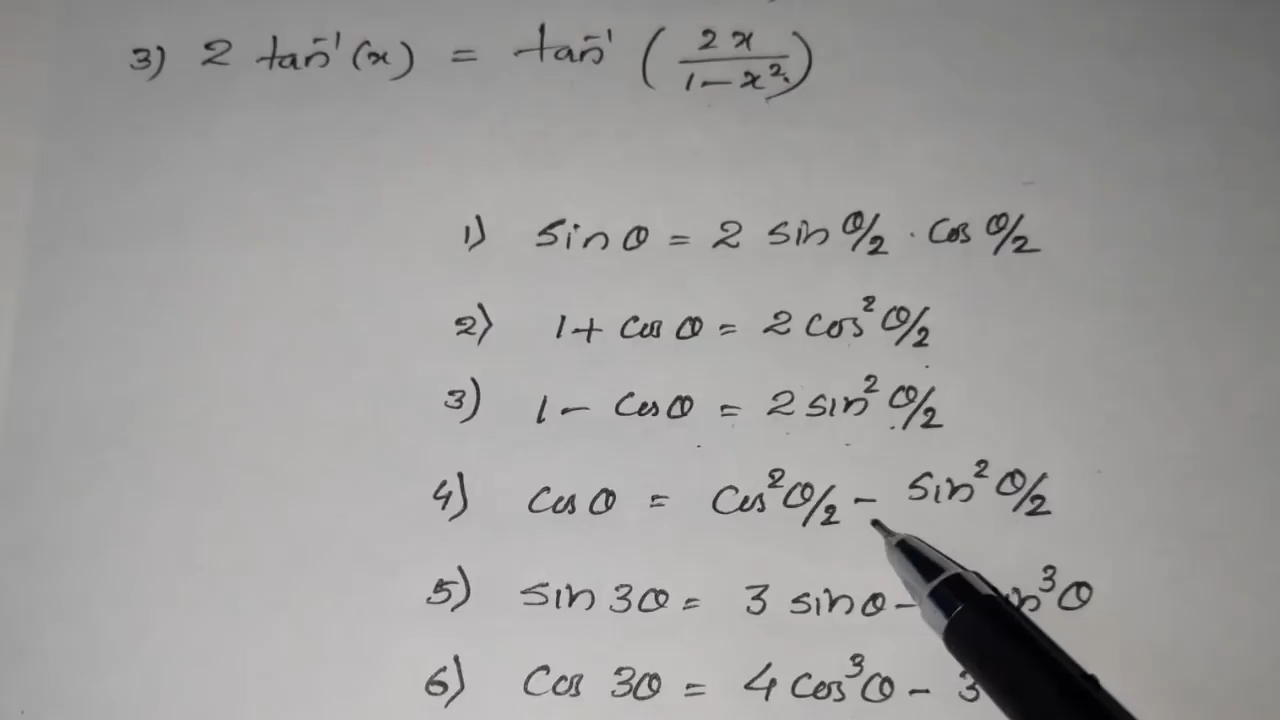 3) 2 tan⁻¹(x) = tan⁻¹ (2x / 1-x²)
1) sin θ = 2 sin θ/2 . cos θ/2
2) 1 + cos θ = 2 cos² θ/2
3) 1 - cos θ = 2 sin² θ/2
4) cos θ = cos² θ/2 - sin² θ/2
5) sin 3θ = 3 sin θ - ³θ
6) cos 3θ = 4 cos³θ - 3